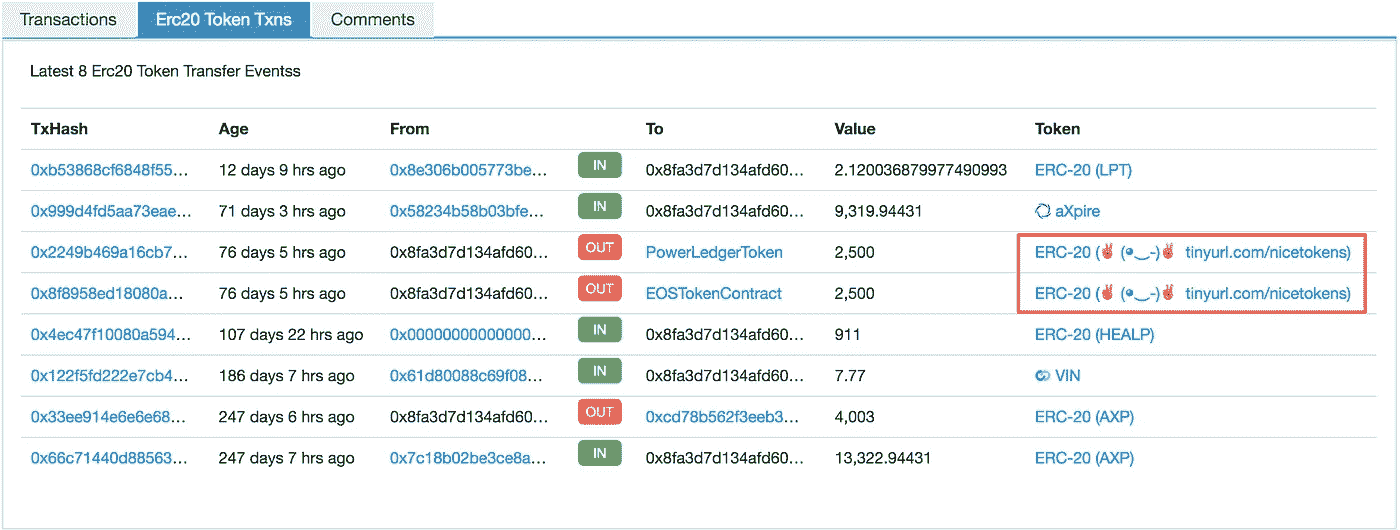 Transactions Erc20 Token Txns Comments
Latest 8 Erc20 Token Transfer Eventss
TxHash Age From To Value Token
0xb53868cf6848f55... 12 days 9 hrs ago 0x8e306b005773be... IN 0x8fa3d7d134afd60... 2.120036879977490993 ERC-20 (LPT)
0x999d4fd5aa73eae... 71 days 3 hrs ago 0x58234b58b03bfe... IN 0x8fa3d7d134afd60... 9,319.94431 aXpire
0x2249b469a16cb7... 76 days 5 hrs ago 0x8fa3d7d134afd60... OUT PowerLedgerToken 2,500 ERC-20 (✌ (•‿-)✌ tinyurl.com/nicetokens)
0x8f8958ed18080a... 76 days 5 hrs ago 0x8fa3d7d134afd60... OUT EOSTokenContract 2,500 ERC-20 (✌ (•‿-)✌ tinyurl.com/nicetokens)
0x4ec47f10080a594... 107 days 22 hrs ago 0x00000000000000... IN 0x8fa3d7d134afd60... 911 ERC-20 (HEALP)
0x122f5fd222e7cb4... 186 days 7 hrs ago 0x61d80088c69f08... IN 0x8fa3d7d134afd60... 7.77 VIN
0x33ee914e6e6e68... 247 days 6 hrs ago 0x8fa3d7d134afd60... OUT 0xcd78b562f3eeb3... 4,003 ERC-20 (AXP)
0x66c71440d88563... 247 days 7 hrs ago 0x7c18b02be3ce8a... IN 0x8fa3d7d134afd60... 13,322.94431 ERC-20 (AXP)